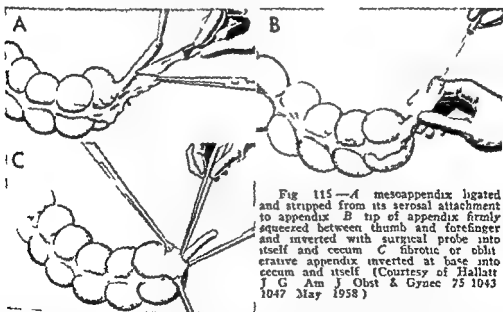 A
B
C
Fig 115—A mesoappendix ligated
and stripped from its serosal attachment
to appendix B tip of appendix firmly
squeezed between thumb and forefinger
and inverted with surgical probe into
itself and cecum C fibrotic or oblit
erative appendix inverted at base into
cecum and itself (Courtesy of Hallatt
J G Am J Obst & Gynec 75 1043
1047 May 1958)